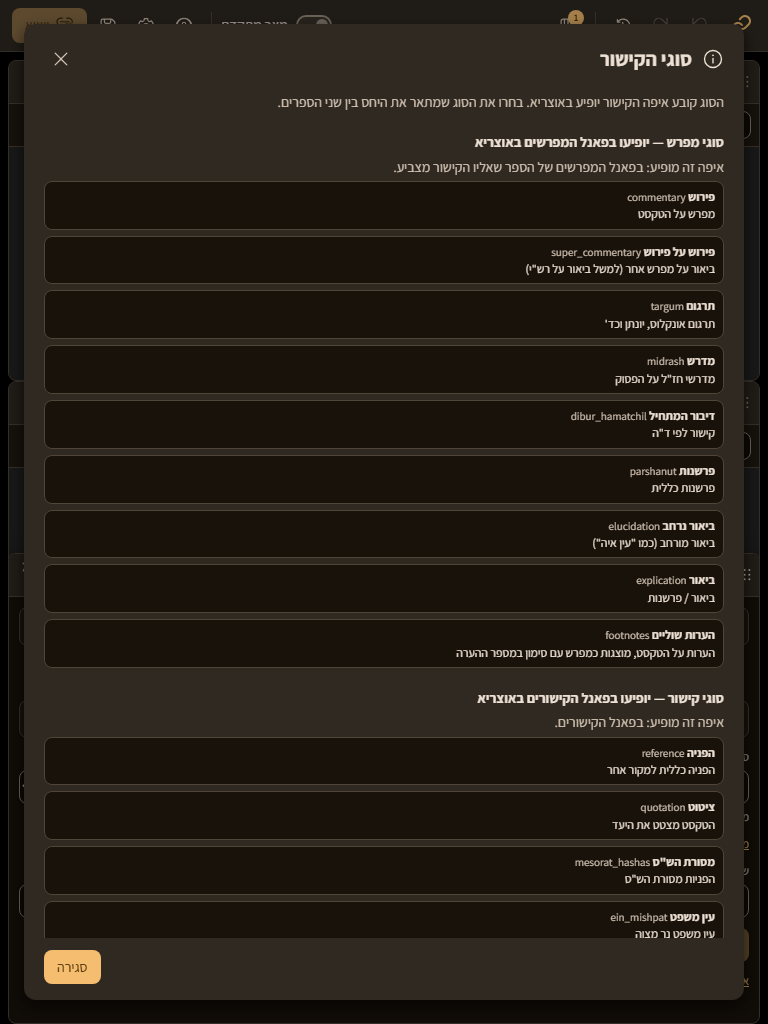 1
מצב מתקדם
סוגי הקישור
הסוג קובע איפה הקישור יופיע באוצריא. בחרו את הסוג שמתאר את היחס בין שני הספרים.
סוגי מפרש — יופיעו בפאנל המפרשים באוצריא
איפה זה מופיע: בפאנל המפרשים של הספר שאליו הקישור מצביע.
פירוש commentary
מפרש על הטקסט
פירוש על פירוש super_commentary
ביאור על מפרש אחר (למשל ביאור על רש"י)
תרגום targum
תרגום אונקלוס, יונתן וכד'
מדרש midrash
מדרשי חז"ל על הפסוק
דיבור המתחיל dibur_hamatchil
קישור לפי ד"ה
פרשנות parshanut
פרשנות כללית
ביאור נרחב elucidation
ביאור מורחב (כמו "עין איה")
ביאור explication
ביאור / פרשנות
הערות שוליים footnotes
הערות על הטקסט, מוצגות כמפרש עם סימון במספר ההערה
סוגי קישור — יופיעו בפאנל הקישורים באוצריא
איפה זה מופיע: בפאנל הקישורים.
הפניה reference
הפניה כללית למקור אחר
ציטוט quotation
הטקסט מצטט את היעד
מסורת הש"ס mesorat_hashas
הפניות מסורת הש"ס
עין משפט ein_mishpat
עין משפט נר מצוה
סגירה